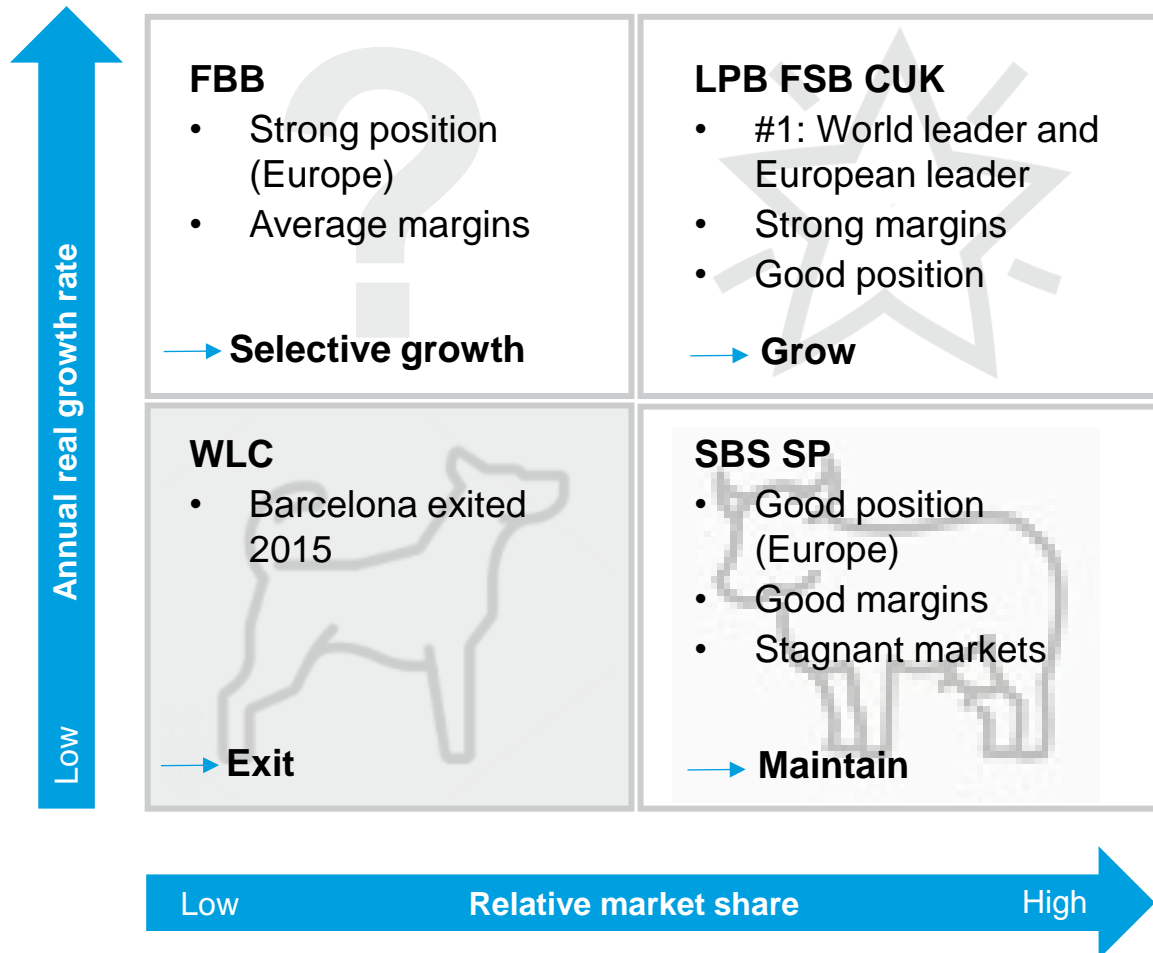 FBB
• Strong position
(Europe)
• Average margins
Selective growth
LPB FSB CUK
• #1: World leader and
European leader
• Strong margins
• Good position
Grow
Annual real growth rate
Low
WLC
• Barcelona exited
2015
Exit
SBS SP
• Good position
(Europe)
• Good margins
• Stagnant markets
Maintain
Low Relative market share High